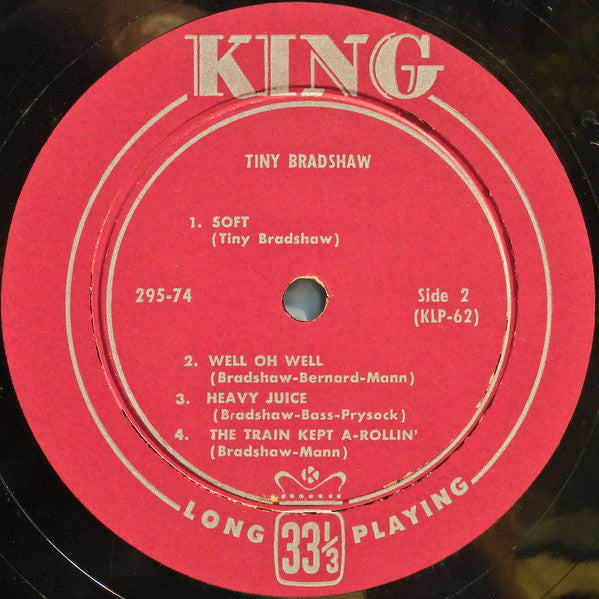 KING
TINY BRADSHAW
1. SOFT
(Tiny Bradshaw)
295-74
Side 2
(KLP-62)
2. WELL OH WELL
(Bradshaw-Bernard-Mann)
3. HEAVY JUICE
(Bradshaw-Bass-Prysock)
4. THE TRAIN KEPT A-ROLLIN'
(Bradshaw-Mann)
K
LONG 33⅓ PLAYING